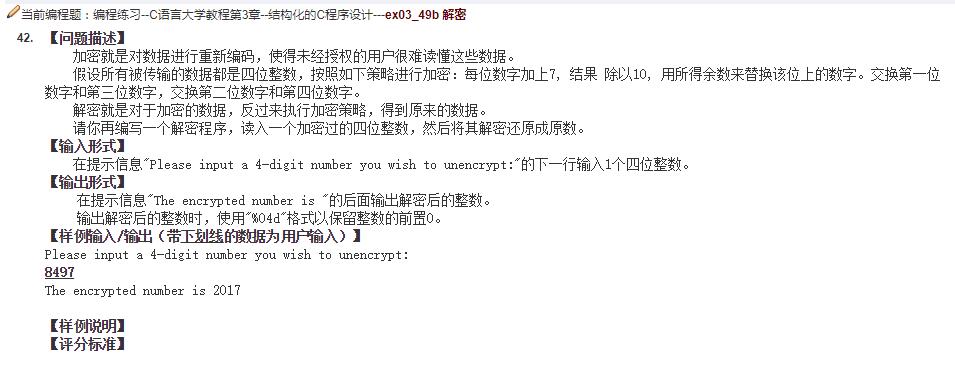 当前编程题：编程练习--C语言大学教程第3章--结构化的C程序设计---ex03_49b 解密
42. 【问题描述】
加密就是对数据进行重新编码，使得未经授权的用户很难读懂这些数据。
假设所有被传输的数据都是四位整数，按照如下策略进行加密：每位数字加上7, 结果 除以10, 用所得余数来替换该位上的数字。交换第一位
数字和第三位数字，交换第二位数字和第四位数字。
解密就是对于加密的数据，反过来执行加密策略，得到原来的数据。
请你再编写一个解密程序，读入一个加密过的四位整数，然后将其解密还原成原数。
【输入形式】
在提示信息"Please input a 4-digit number you wish to unencrypt:"的下一行输入1个四位整数。
【输出形式】
在提示信息"The encrypted number is "的后面输出解密后的整数。
输出解密后的整数时，使用"%04d"格式以保留整数的前置0。
【样例输入/输出（带下划线的数据为用户输入）】
Please input a 4-digit number you wish to unencrypt:
8497
The encrypted number is 2017
【样例说明】
【评分标准】